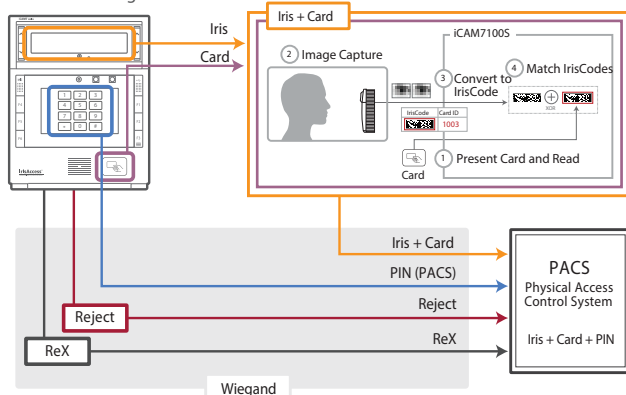 Iris
Card
Iris + Card
iCAM7100S
2 Image Capture
3 Convert to
IrisCode
4 Match IrisCodes
XOR
IrisCode Card ID
1003
Card
1 Present Card and Read
1 2 3
4 5 6
7 8 9
* 0 #
IrisAccess
Iris + Card
PIN (PACS)
Reject
ReX
Reject
ReX
Wiegand
PACS
Physical Access
Control System
Iris + Card + PIN